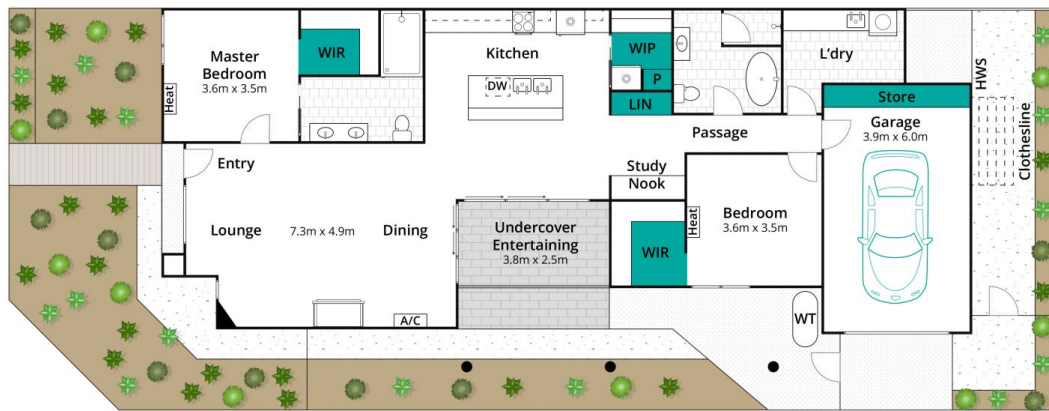 Master
Bedroom
3.6m x 3.5m
Heat
WIR
Kitchen
DW
WIP
P
LIN
L'dry
HWS
Clothesline
Store
Garage
3.9m x 6.0m
Passage
Entry
Study
Nook
Lounge
7.3m x 4.9m
Dining
Undercover
Entertaining
3.8m x 2.5m
WIR
Heat
Bedroom
3.6m x 3.5m
A/C
WT